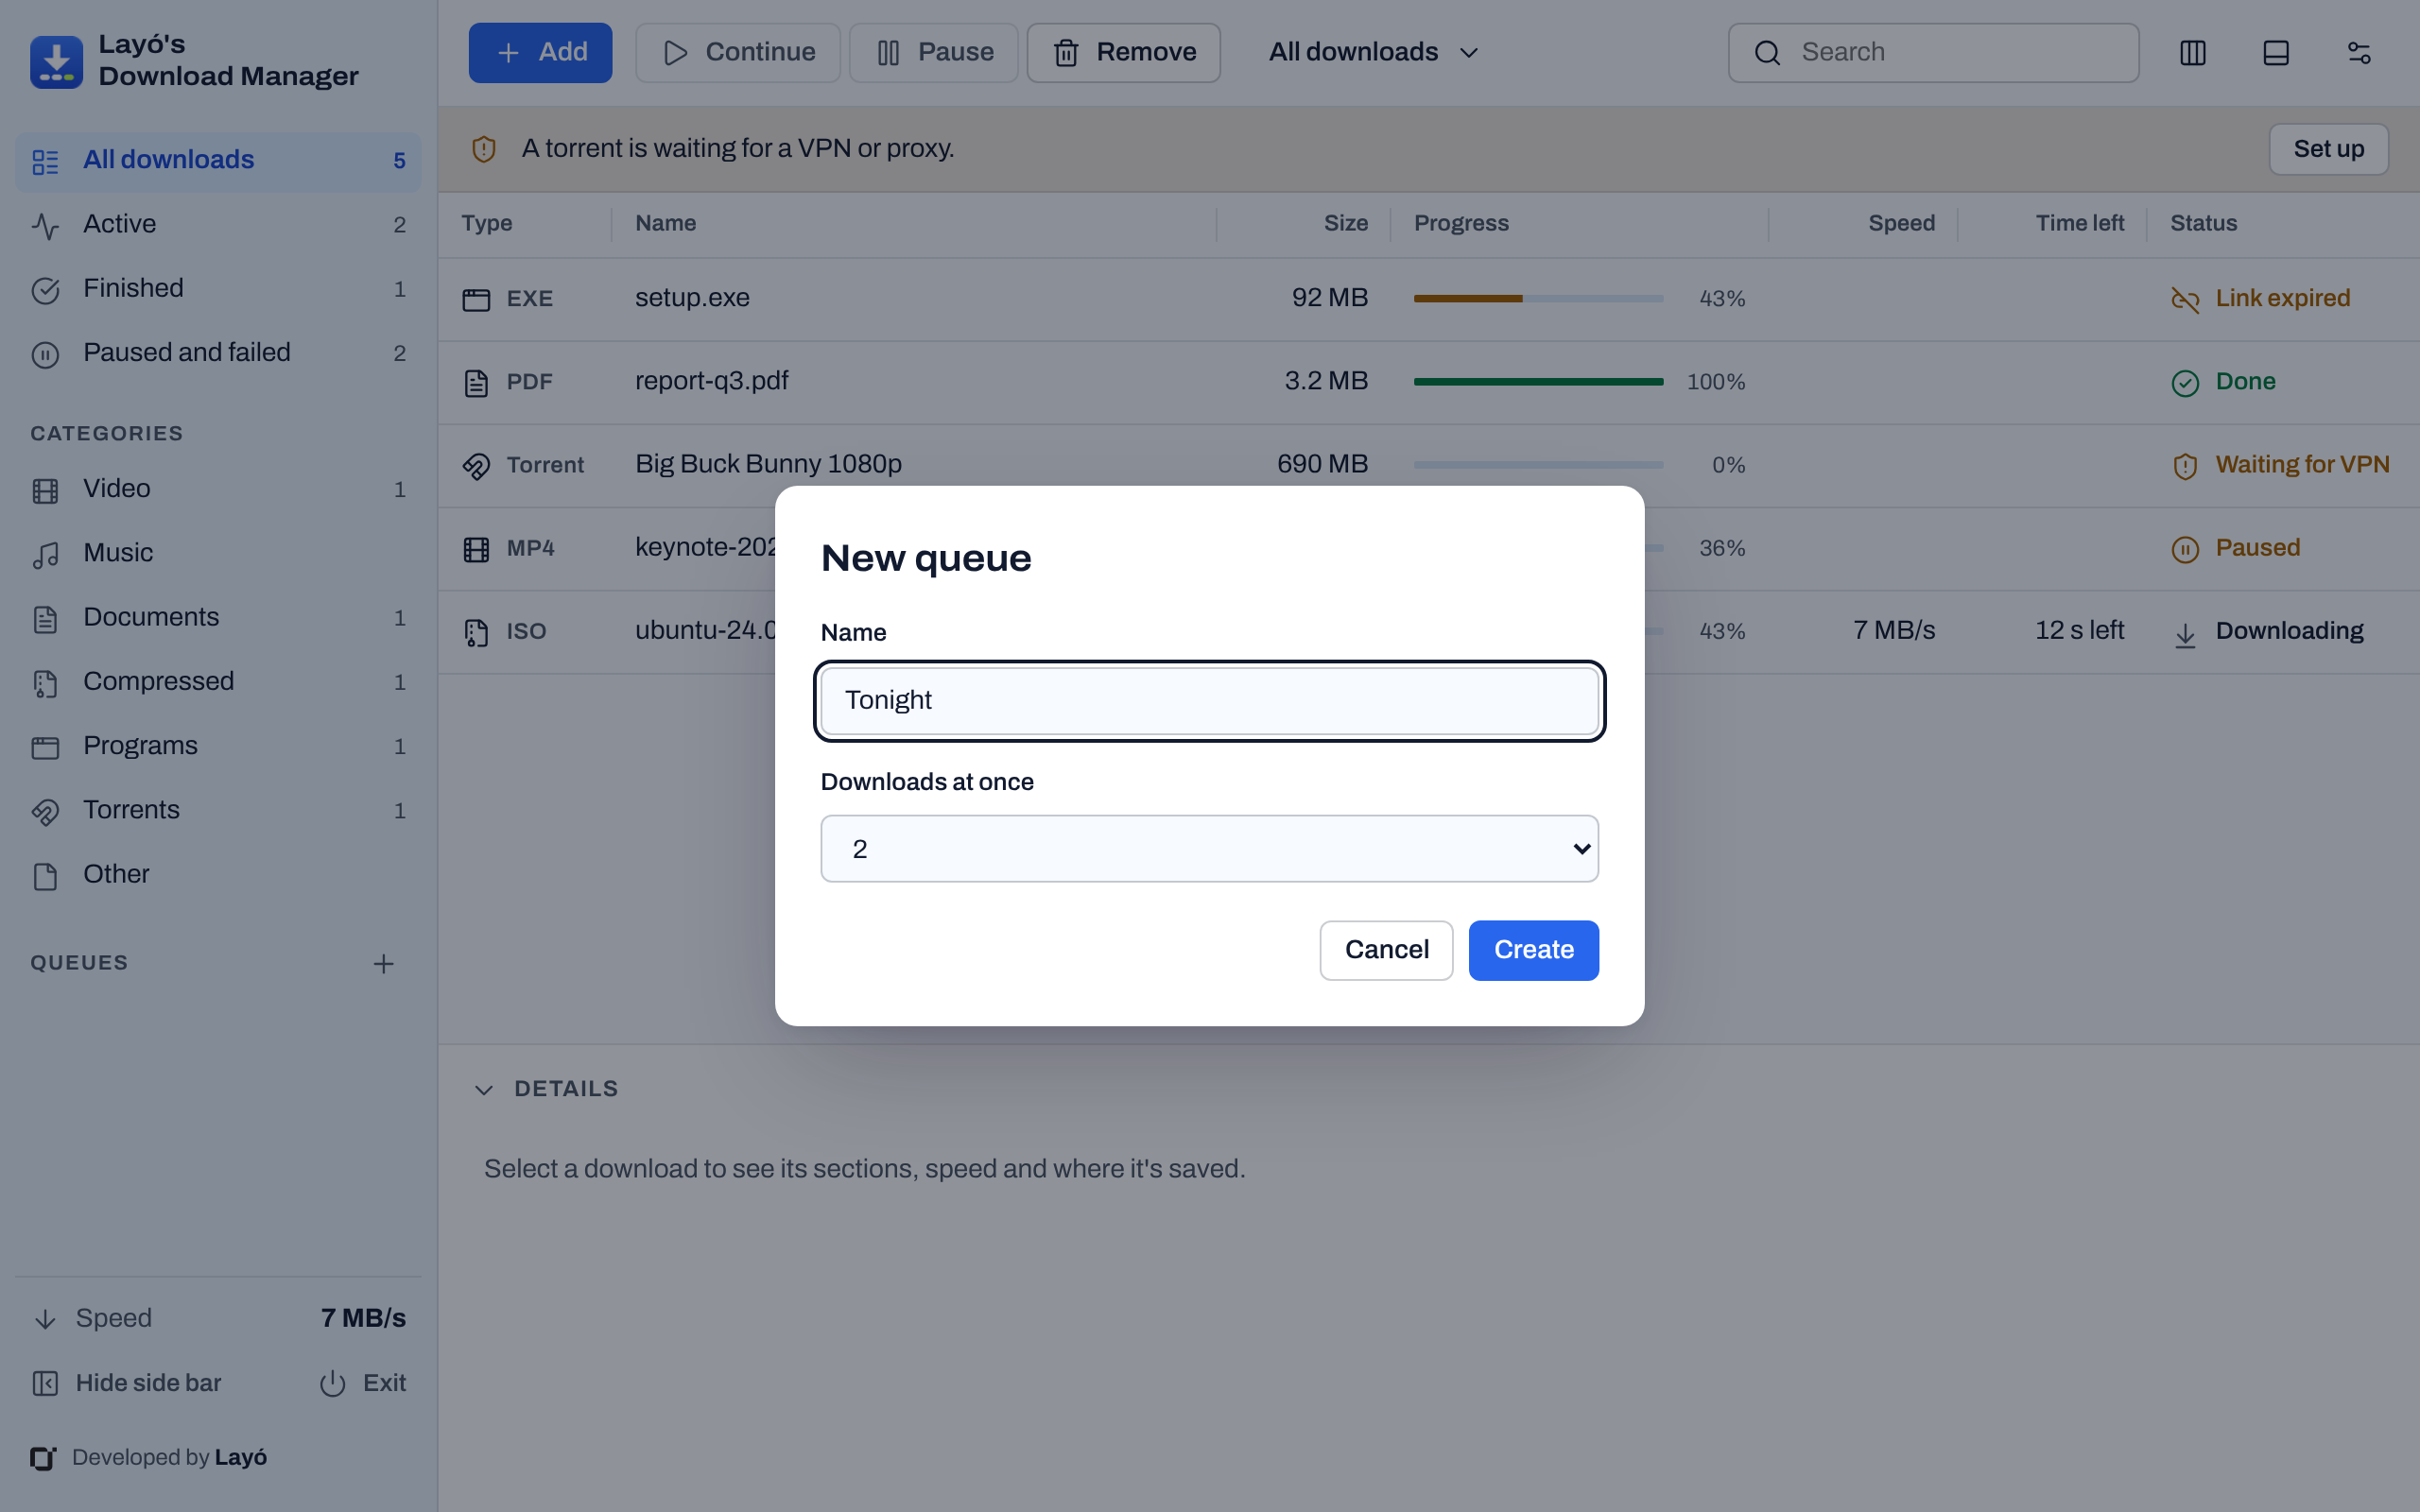 Layó's
Download Manager
All downloads 5
Active 2
Finished 1
Paused and failed 2
CATEGORIES
Video 1
Music
Documents 1
Compressed 1
Programs 1
Torrents 1
Other
QUEUES
Speed 7 MB/s
Hide side bar Exit
Developed by Layó
Add Continue Pause Remove All downloads Search
A torrent is waiting for a VPN or proxy. Set up
Type Name Size Progress Speed Time left Status
EXE setup.exe 92 MB 43% Link expired
PDF report-q3.pdf 3.2 MB 100% Done
Torrent Big Buck Bunny 1080p 690 MB 0% Waiting for VPN
MP4 keynote-202 36% Paused
ISO ubuntu-24.0 43% 7 MB/s 12 s left Downloading
New queue
Name
Tonight
Downloads at once
2
Cancel Create
DETAILS
Select a download to see its sections, speed and where it's saved.